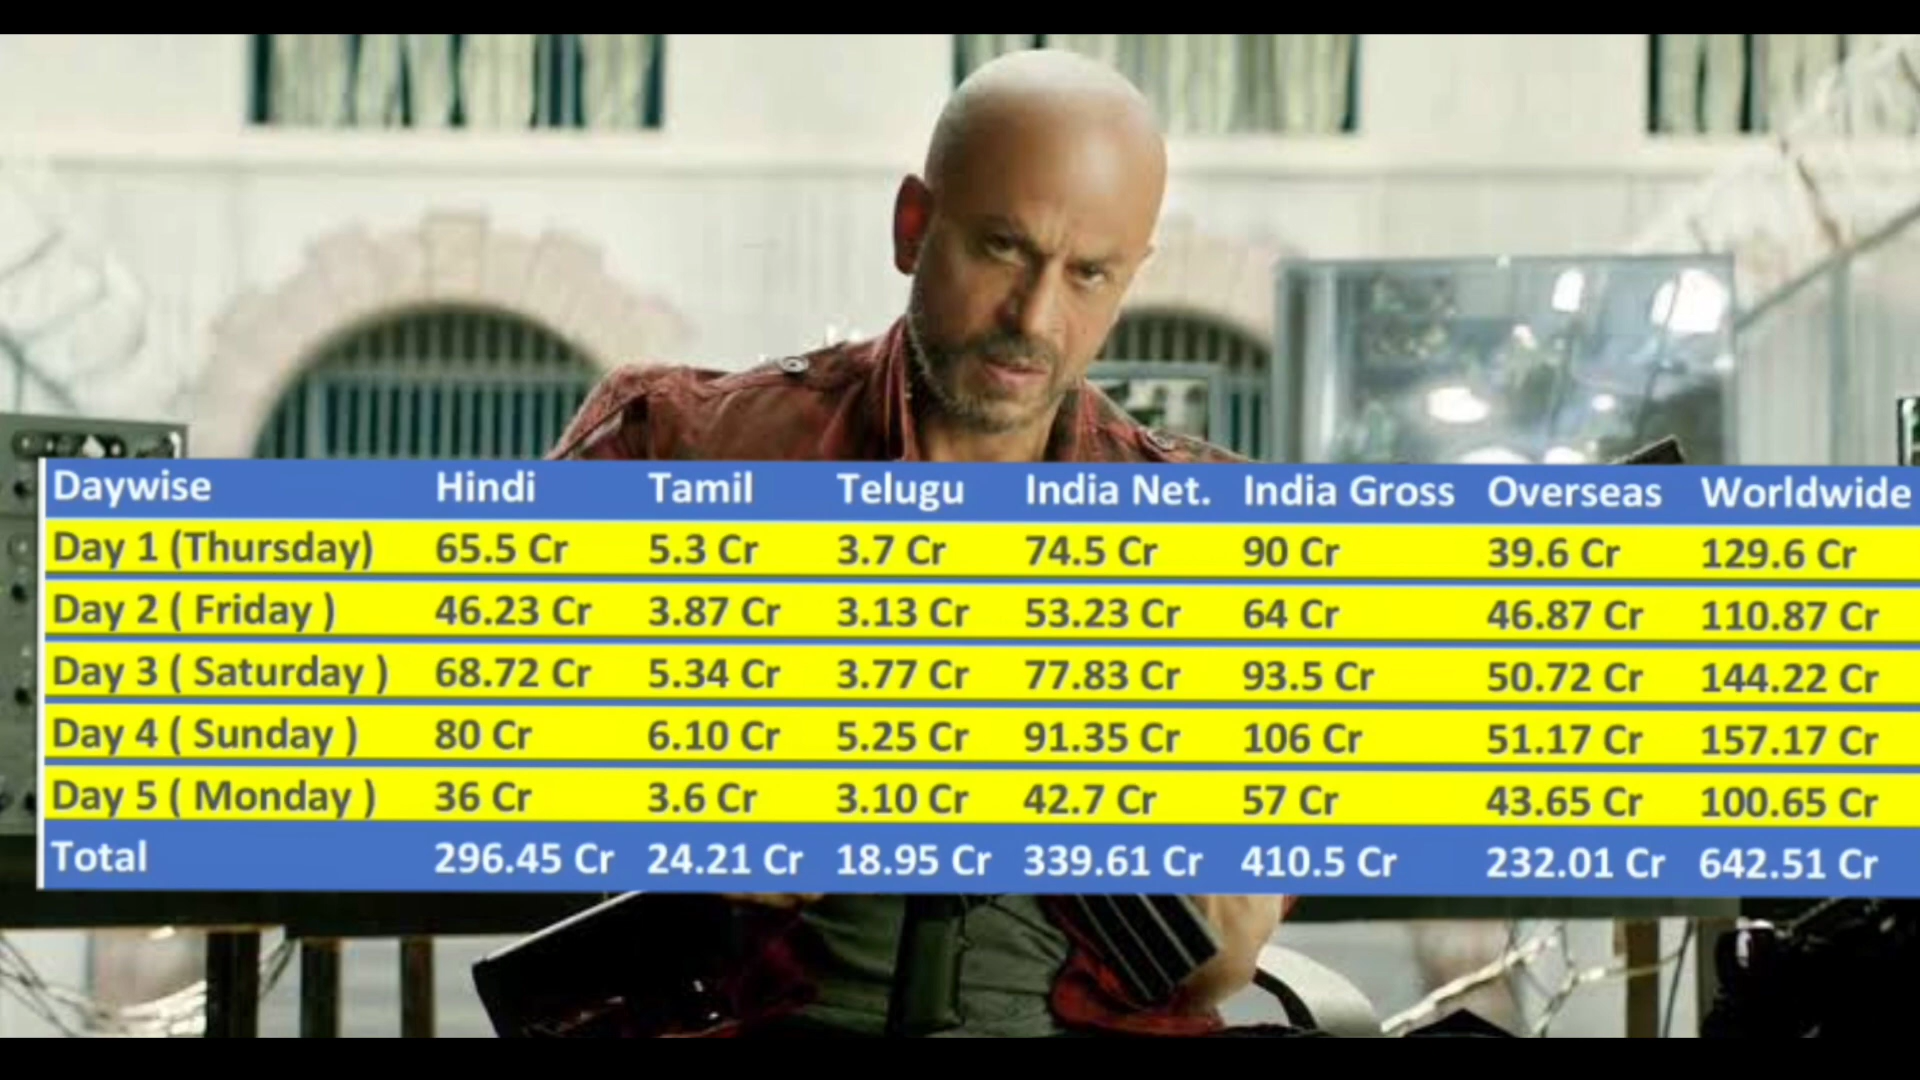 Daywise Hindi Tamil Telugu India Net. India Gross Overseas Worldwide
Day 1 (Thursday) 65.5 Cr 5.3 Cr 3.7 Cr 74.5 Cr 90 Cr 39.6 Cr 129.6 Cr
Day 2 ( Friday ) 46.23 Cr 3.87 Cr 3.13 Cr 53.23 Cr 64 Cr 46.87 Cr 110.87 Cr
Day 3 ( Saturday ) 68.72 Cr 5.34 Cr 3.77 Cr 77.83 Cr 93.5 Cr 50.72 Cr 144.22 Cr
Day 4 ( Sunday ) 80 Cr 6.10 Cr 5.25 Cr 91.35 Cr 106 Cr 51.17 Cr 157.17 Cr
Day 5 ( Monday ) 36 Cr 3.6 Cr 3.10 Cr 42.7 Cr 57 Cr 43.65 Cr 100.65 Cr
Total 296.45 Cr 24.21 Cr 18.95 Cr 339.61 Cr 410.5 Cr 232.01 Cr 642.51 Cr